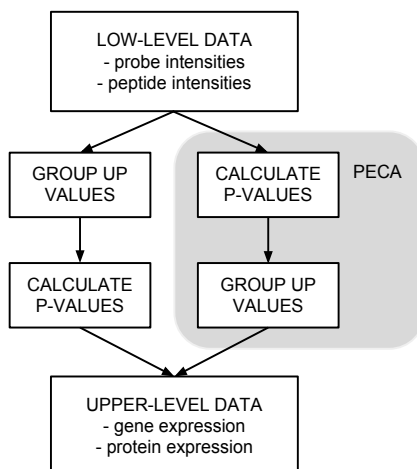 LOW-LEVEL DATA
- probe intensities
- peptide intensities
GROUP UP
VALUES
CALCULATE
P-VALUES
PECA
CALCULATE
P-VALUES
GROUP UP
VALUES
UPPER-LEVEL DATA
- gene expression
- protein expression